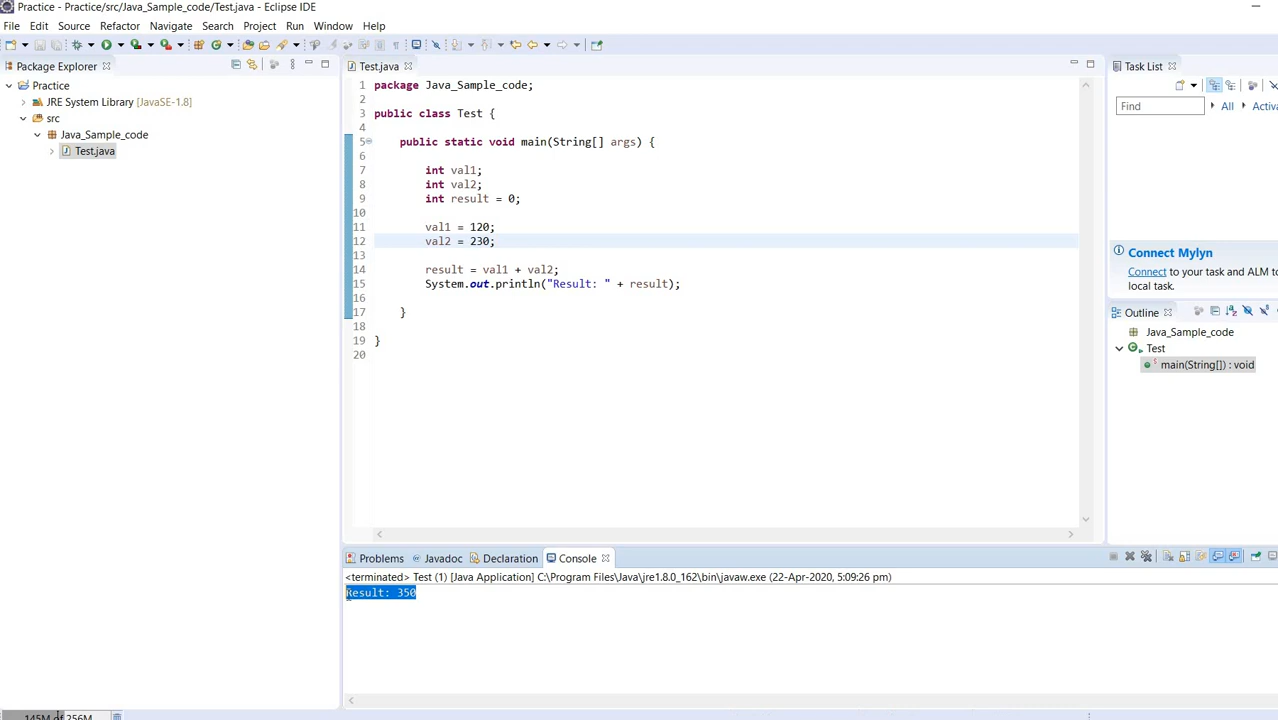 Practice - Practice/src/Java_Sample_code/Test.java - Eclipse IDE
File Edit Source Refactor Navigate Search Project Run Window Help
Package Explorer
Practice
JRE System Library [JavaSE-1.8]
src
Java_Sample_code
Test.java
Test.java
1 package Java_Sample_code;
2
3 public class Test {
4
5 public static void main(String[] args) {
6
7 int val1;
8 int val2;
9 int result = 0;
10
11 val1 = 120;
12 val2 = 230;
13
14 result = val1 + val2;
15 System.out.println("Result: " + result);
16
17 }
18
19 }
20
Task List
Find All Activa
Connect Mylyn
Connect to your task and ALM to
local task.
Outline
Java_Sample_code
Test
main(String[]) : void
Problems Javadoc Declaration Console
<terminated> Test (1) [Java Application] C:\Program Files\Java\jre1.8.0_162\bin\javaw.exe (22-Apr-2020, 5:09:26 pm)
Result: 350
145M of 256M